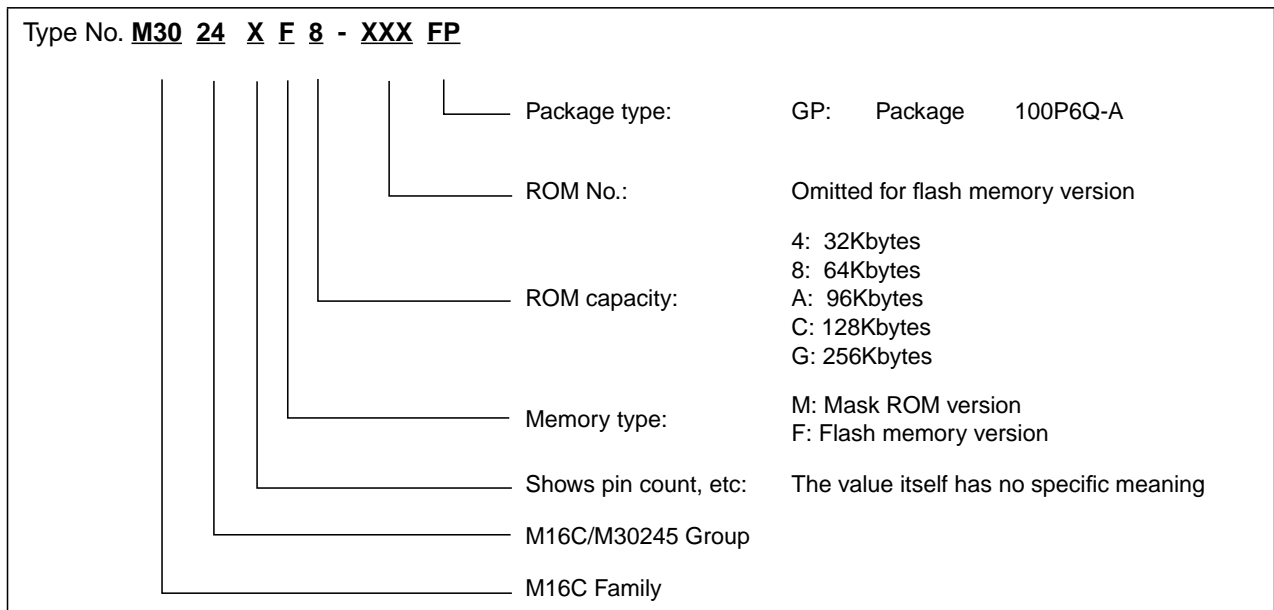 Type No. M30 24 X F 8 - XXX FP
Package type: GP: Package 100P6Q-A
ROM No.: Omitted for flash memory version
4: 32Kbytes
8: 64Kbytes
ROM capacity: A: 96Kbytes
C: 128Kbytes
G: 256Kbytes
Memory type: M: Mask ROM version
F: Flash memory version
Shows pin count, etc: The value itself has no specific meaning
M16C/M30245 Group
M16C Family